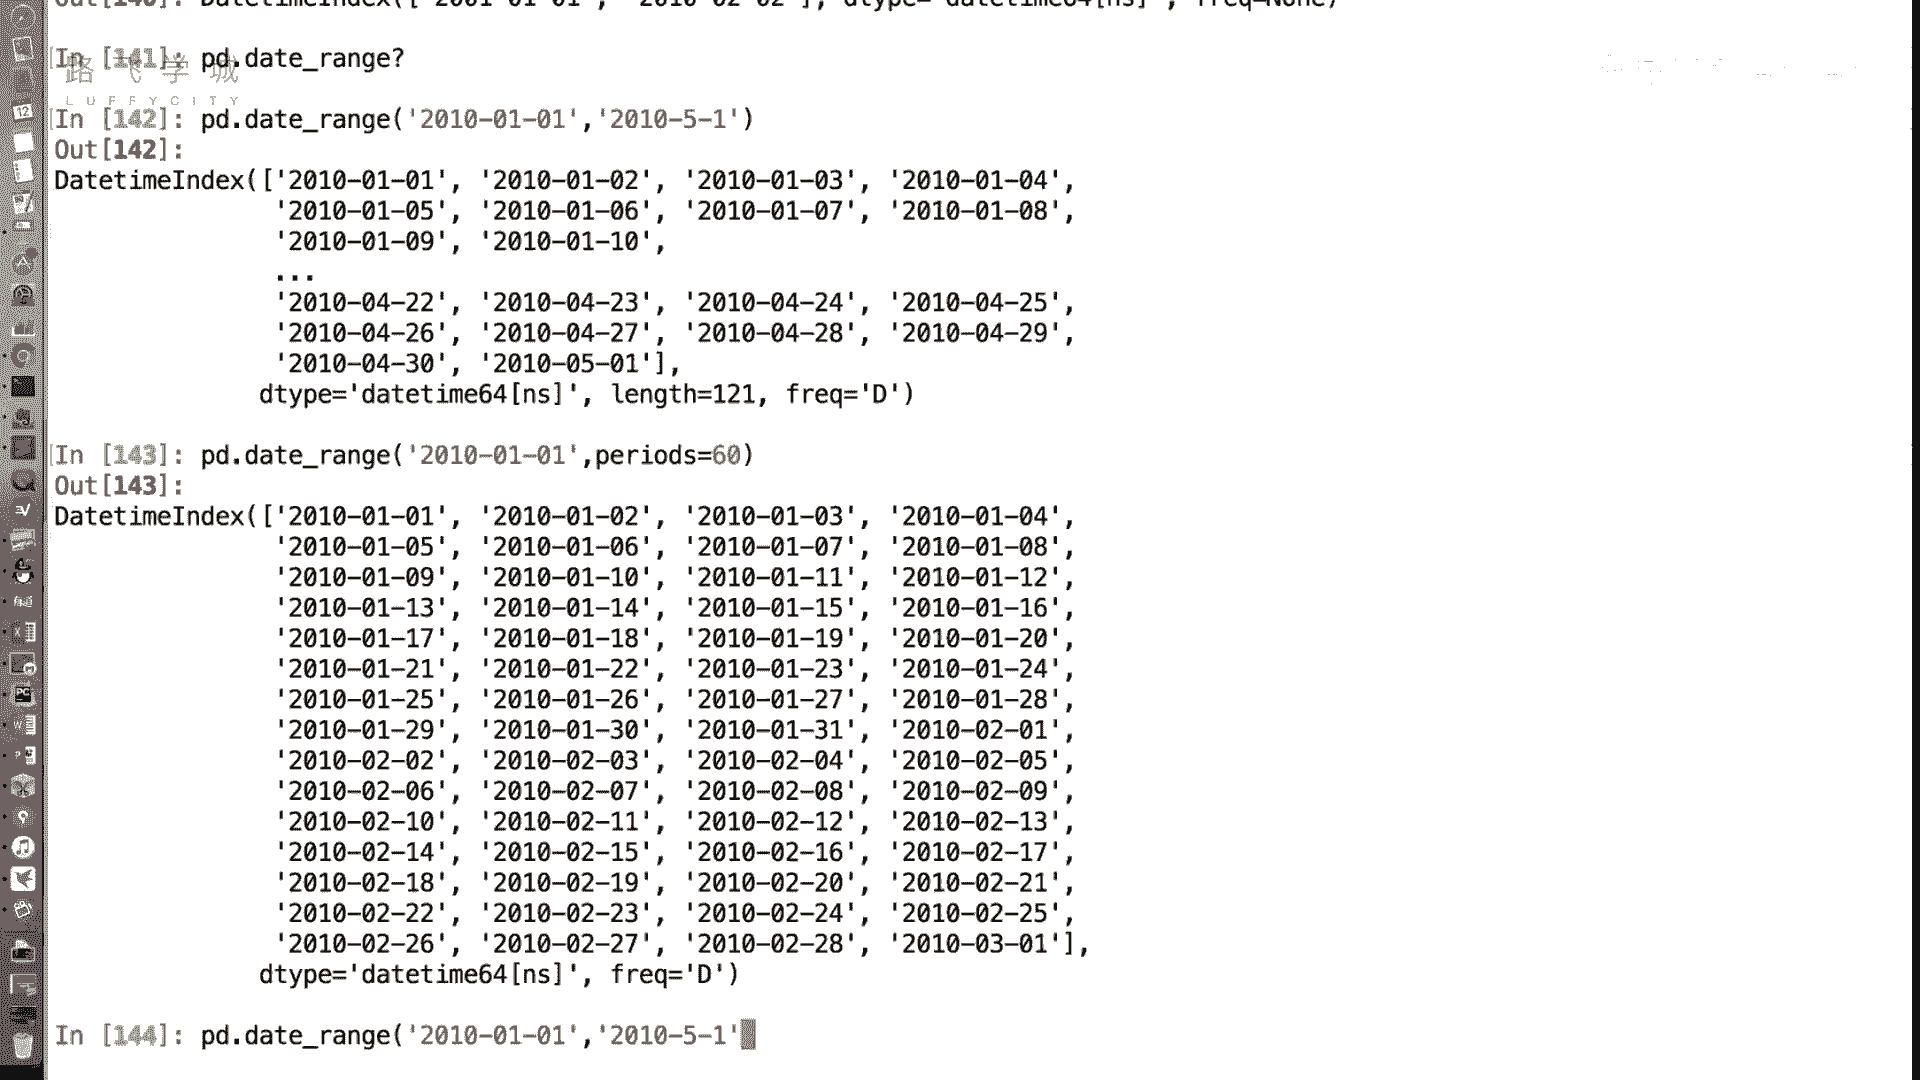 Out[140]: DatetimeIndex(['2001-01-01', '2010-02-02'], dtype='datetime64[ns]', freq=None)
In [141]: pd.date_range?
路飞学城
LUFFYCITY
In [142]: pd.date_range('2010-01-01','2010-5-1')
Out[142]:
DatetimeIndex(['2010-01-01', '2010-01-02', '2010-01-03', '2010-01-04',
'2010-01-05', '2010-01-06', '2010-01-07', '2010-01-08',
'2010-01-09', '2010-01-10',
...
'2010-04-22', '2010-04-23', '2010-04-24', '2010-04-25',
'2010-04-26', '2010-04-27', '2010-04-28', '2010-04-29',
'2010-04-30', '2010-05-01'],
dtype='datetime64[ns]', length=121, freq='D')
In [143]: pd.date_range('2010-01-01',periods=60)
Out[143]:
DatetimeIndex(['2010-01-01', '2010-01-02', '2010-01-03', '2010-01-04',
'2010-01-05', '2010-01-06', '2010-01-07', '2010-01-08',
'2010-01-09', '2010-01-10', '2010-01-11', '2010-01-12',
'2010-01-13', '2010-01-14', '2010-01-15', '2010-01-16',
'2010-01-17', '2010-01-18', '2010-01-19', '2010-01-20',
'2010-01-21', '2010-01-22', '2010-01-23', '2010-01-24',
'2010-01-25', '2010-01-26', '2010-01-27', '2010-01-28',
'2010-01-29', '2010-01-30', '2010-01-31', '2010-02-01',
'2010-02-02', '2010-02-03', '2010-02-04', '2010-02-05',
'2010-02-06', '2010-02-07', '2010-02-08', '2010-02-09',
'2010-02-10', '2010-02-11', '2010-02-12', '2010-02-13',
'2010-02-14', '2010-02-15', '2010-02-16', '2010-02-17',
'2010-02-18', '2010-02-19', '2010-02-20', '2010-02-21',
'2010-02-22', '2010-02-23', '2010-02-24', '2010-02-25',
'2010-02-26', '2010-02-27', '2010-02-28', '2010-03-01'],
dtype='datetime64[ns]', freq='D')
In [144]: pd.date_range('2010-01-01','2010-5-1'